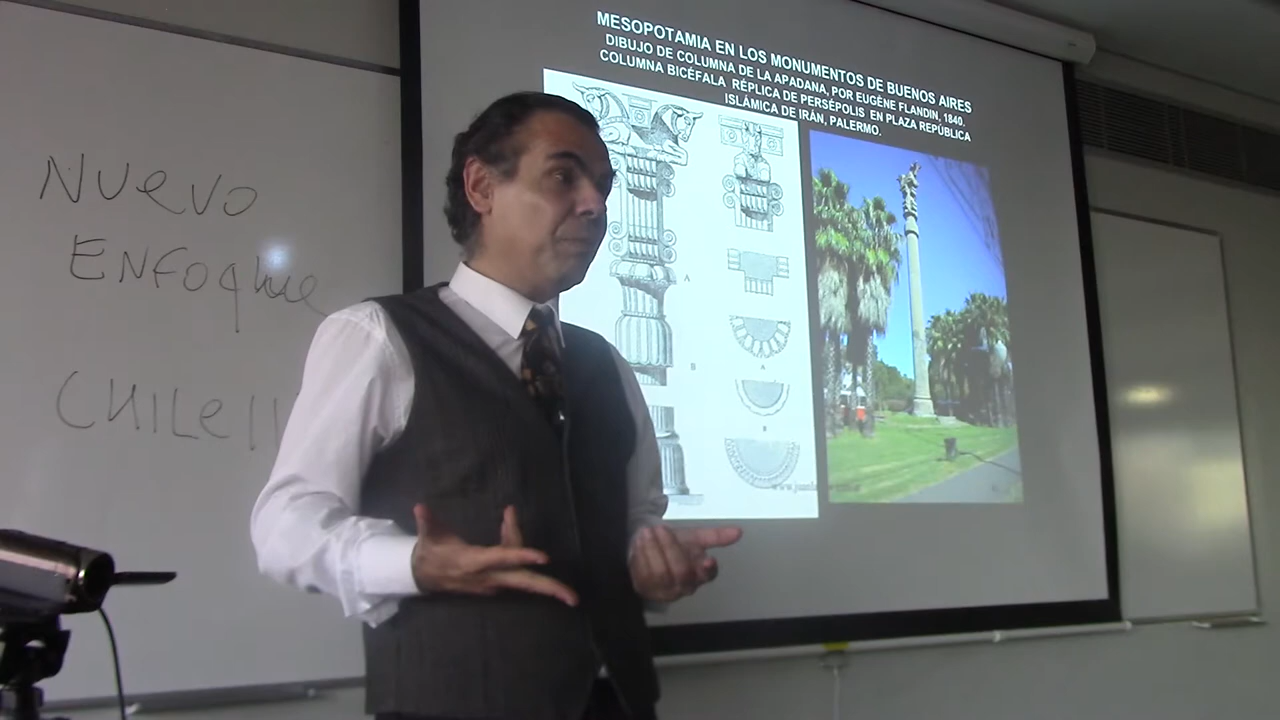 NUevo
ENFoque
CHILe
MESOPOTAMIA EN LOS MONUMENTOS DE BUENOS AIRES
DIBUJO DE COLUMNA DE LA APADANA, POR EUGÈNE FLANDIN, 1840.
COLUMNA BICÉFALA RÉPLICA DE PERSÉPOLIS EN PLAZA REPÚBLICA
ISLÁMICA DE IRÁN, PALERMO.
A
B
A
B